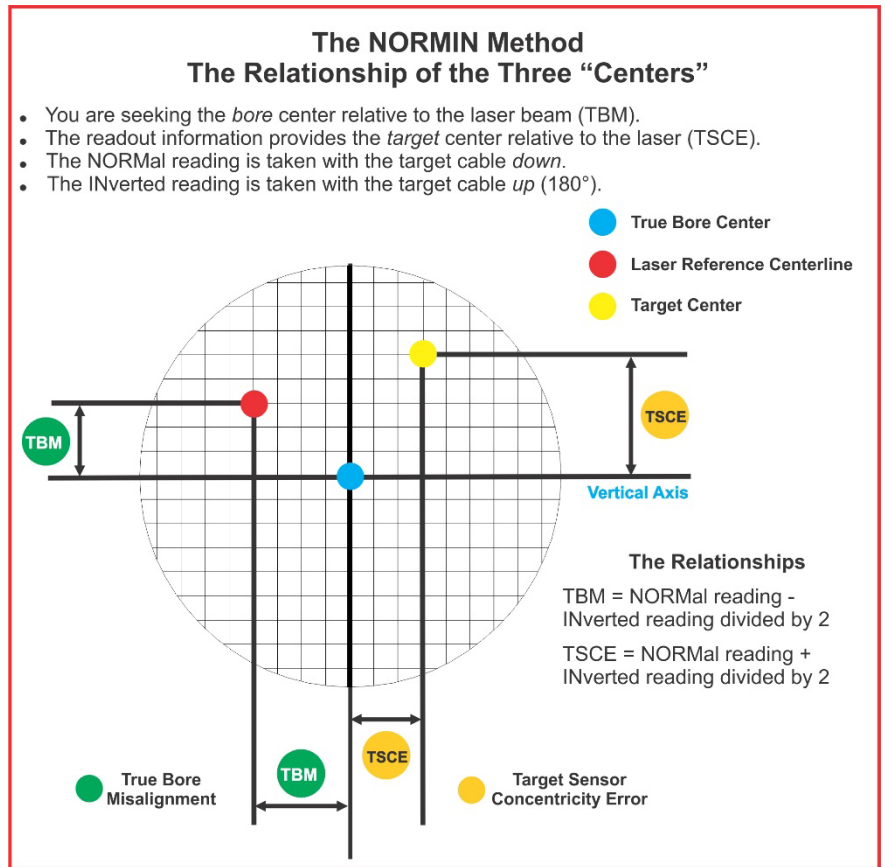 The NORMIN Method
The Relationship of the Three “Centers”
• You are seeking the bore center relative to the laser beam (TBM).
• The readout information provides the target center relative to the laser (TSCE).
• The NORMal reading is taken with the target cable down.
• The INverted reading is taken with the target cable up (180°).
True Bore Center
Laser Reference Centerline
Target Center
TBM
TSCE
Vertical Axis
The Relationships
TBM = NORMal reading -
INverted reading divided by 2
TSCE = NORMal reading +
INverted reading divided by 2
True Bore
Misalignment
TBM
TSCE
Target Sensor
Concentricity Error